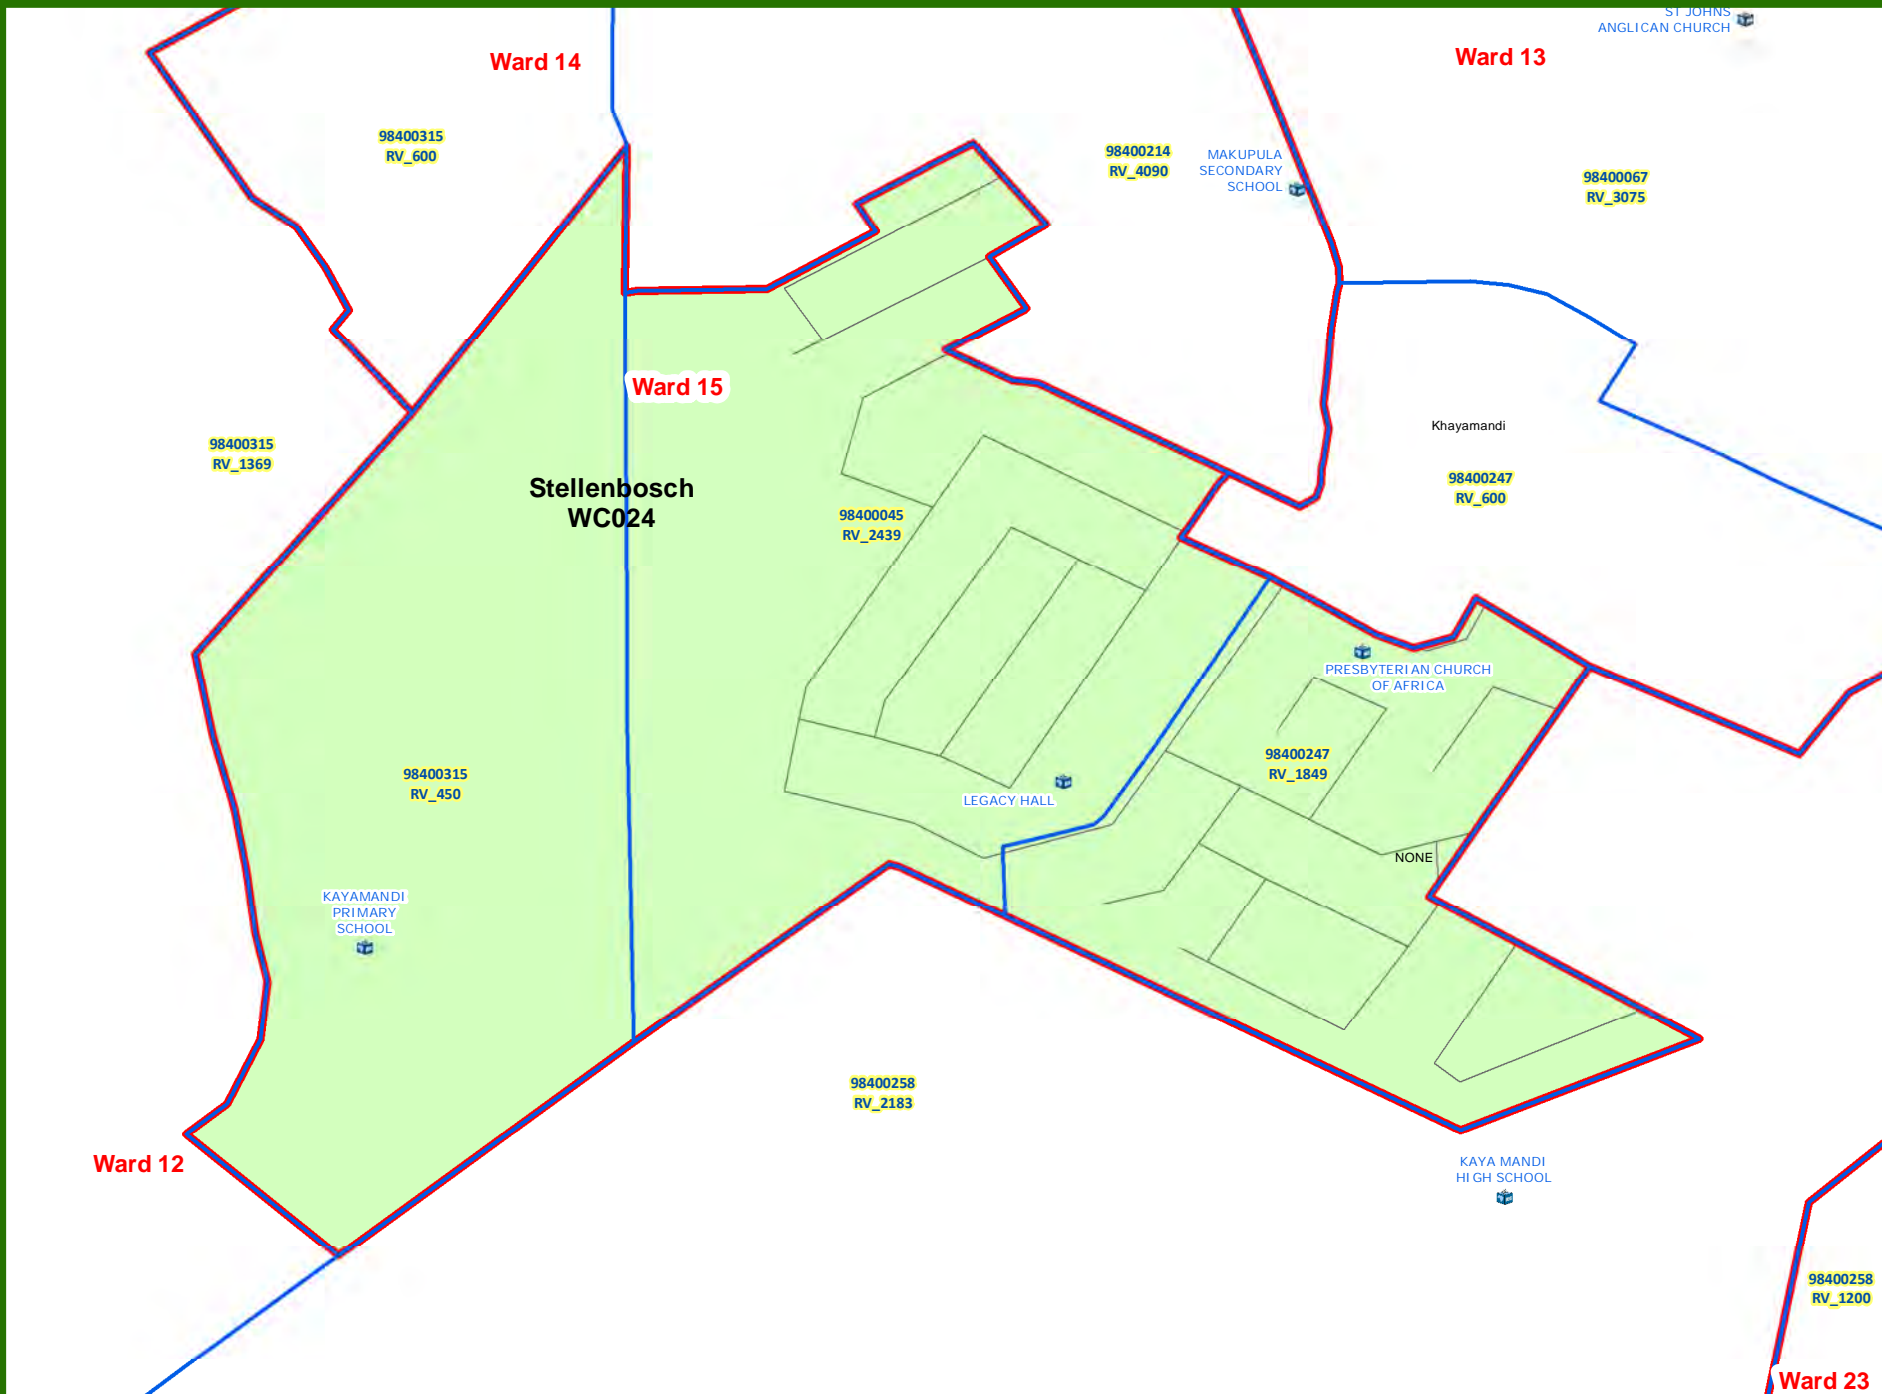 ST JOHNS
ANGLICAN CHURCH
Ward 14
Ward 13
98400315
RV_600
98400214
RV_4090
MAKUPULA
SECONDARY
SCHOOL
98400067
RV_3075
Ward 15
Khayamandi
98400315
RV_1369
98400247
RV_600
Stellenbosch
WC024
98400045
RV_2439
PRESBYTERIAN CHURCH
OF AFRICA
98400247
RV_1849
98400315
RV_450
LEGACY HALL
NONE
KAYAMANDI
PRIMARY
SCHOOL
98400258
RV_2183
Ward 12
KAYA MANDI
HIGH SCHOOL
98400258
RV_1200
Ward 23